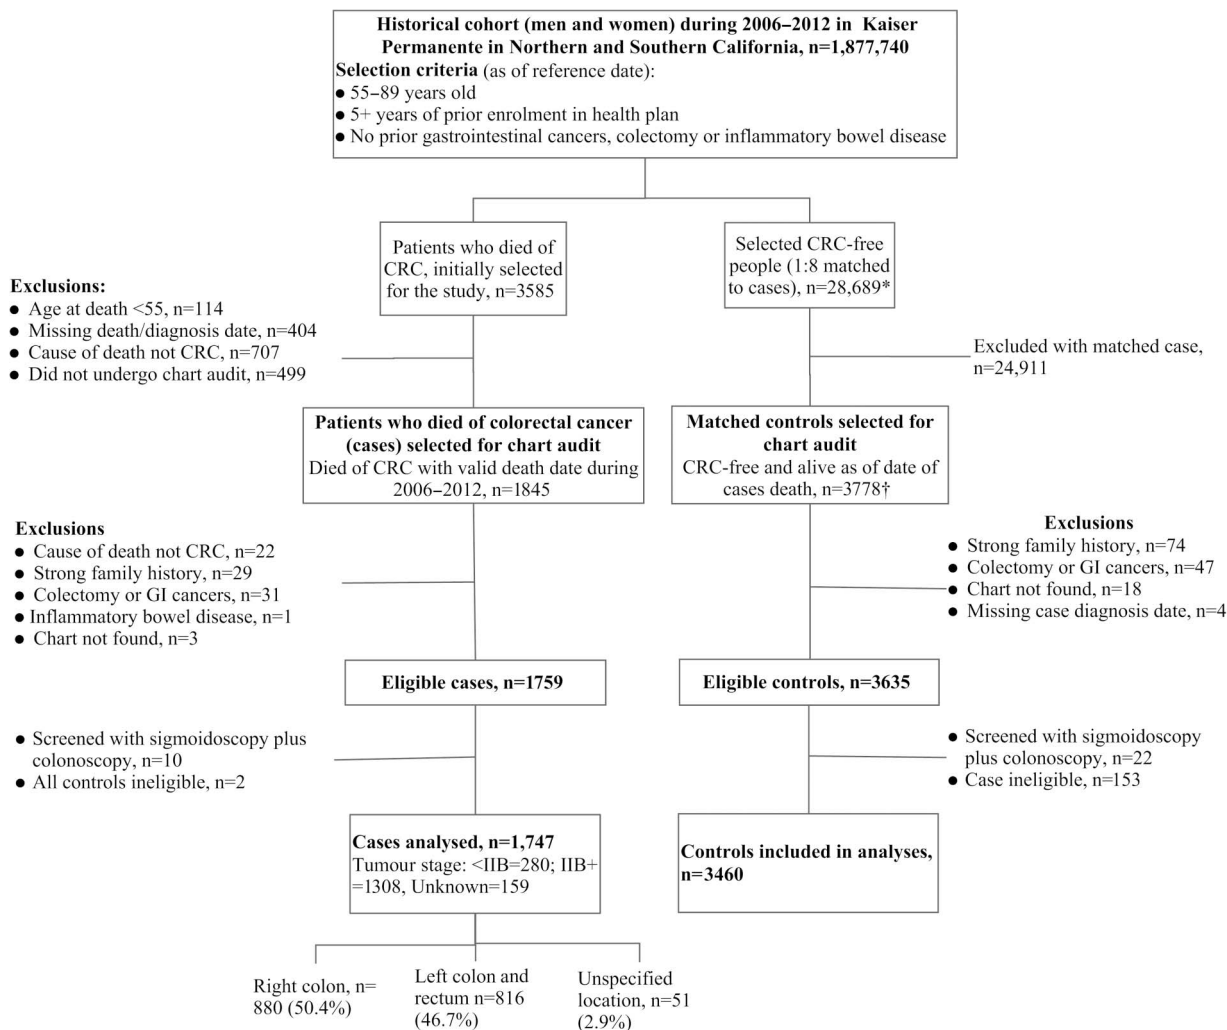 Historical cohort (men and women) during 2006–2012 in Kaiser
Permanente in Northern and Southern California, n=1,877,740
Selection criteria (as of reference date):
● 55–89 years old
● 5+ years of prior enrolment in health plan
● No prior gastrointestinal cancers, colectomy or inflammatory bowel disease
Patients who died of
CRC, initially selected
for the study, n=3585
Selected CRC-free
people (1:8 matched
to cases), n=28,689*
Exclusions:
● Age at death <55, n=114
● Missing death/diagnosis date, n=404
● Cause of death not CRC, n=707
● Did not undergo chart audit, n=499
Excluded with matched case,
n=24,911
Patients who died of colorectal cancer
(cases) selected for chart audit
Died of CRC with valid death date during
2006–2012, n=1845
Matched controls selected for
chart audit
CRC-free and alive as of date of
cases death, n=3778†
Exclusions
● Cause of death not CRC, n=22
● Strong family history, n=29
● Colectomy or GI cancers, n=31
● Inflammatory bowel disease, n=1
● Chart not found, n=3
Exclusions
● Strong family history, n=74
● Colectomy or GI cancers, n=47
● Chart not found, n=18
● Missing case diagnosis date, n=4
Eligible cases, n=1759
Eligible controls, n=3635
● Screened with sigmoidoscopy plus
colonoscopy, n=10
● All controls ineligible, n=2
● Screened with sigmoidoscopy
plus colonoscopy, n=22
● Case ineligible, n=153
Cases analysed, n=1,747
Tumour stage: <IIB=280; IIB+
=1308, Unknown=159
Controls included in analyses,
n=3460
Right colon, n=
880 (50.4%)
Left colon and
rectum n=816
(46.7%)
Unspecified
location, n=51
(2.9%)